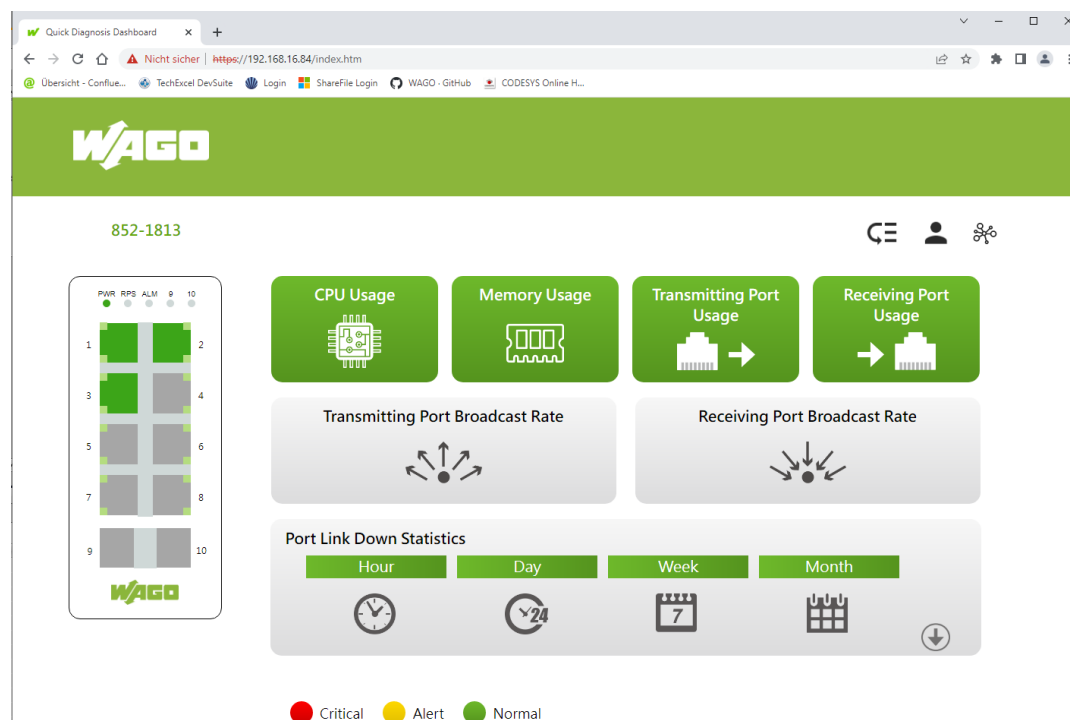 Quick Diagnosis Dashboard
Nicht sicher | https://192.168.16.84/index.htm
Übersicht - Conflue... TechExcel DevSuite Login ShareFile Login WAGO · GitHub CODESYS Online H...
WAGO
852-1813
PWR RPS ALM 9 10
1 2
3 4
5 6
7 8
9 10
WAGO
CPU Usage
Memory Usage
Transmitting Port
Usage
Receiving Port
Usage
Transmitting Port Broadcast Rate
Receiving Port Broadcast Rate
Port Link Down Statistics
Hour Day Week Month
24
7
Critical Alert Normal